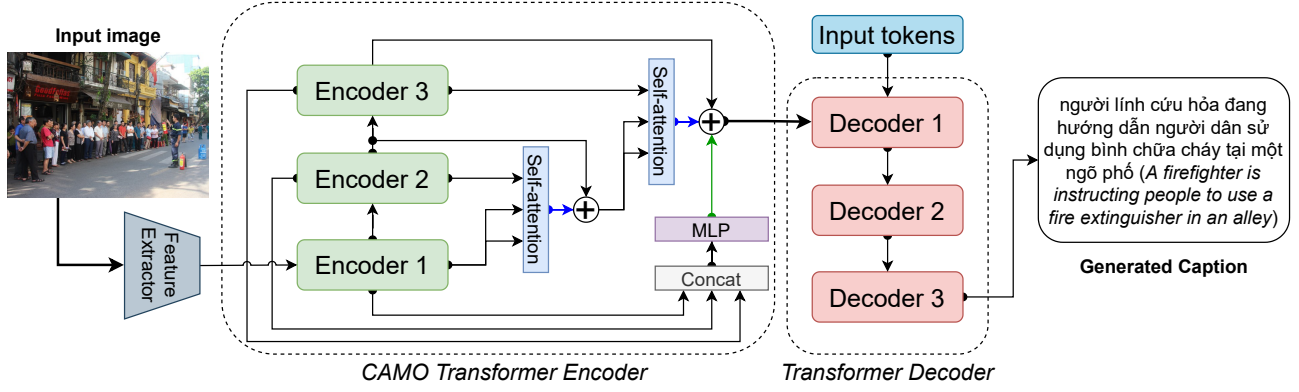 Input image
Feature
Extractor
Encoder 3
Encoder 2
Encoder 1
Self-attention
Self-attention
MLP
Concat
CAMO Transformer Encoder
Input tokens
Decoder 1
Decoder 2
Decoder 3
Transformer Decoder
người lính cứu hỏa đang
hướng dẫn người dân sử
dụng bình chữa cháy tại một
ngõ phố (A firefighter is
instructing people to use a
fire extinguisher in an alley)
Generated Caption